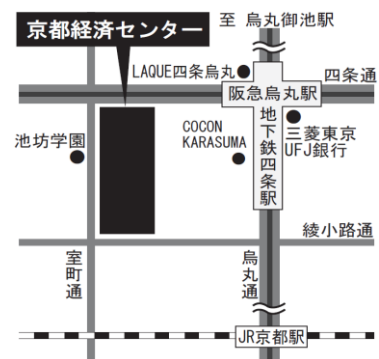 至 烏丸御池駅
京都経済センター
LAQUE四条烏丸
四条通
阪急烏丸駅
地下鉄四条駅
池坊学園
COCON
KARASUMA
三菱東京
UFJ銀行
綾小路通
室町通
烏丸通
JR京都駅